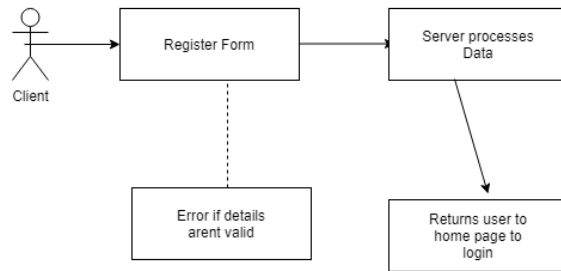 Client
Register Form
Server processes
Data
Error if details
arent valid
Returns user to
home page to
login